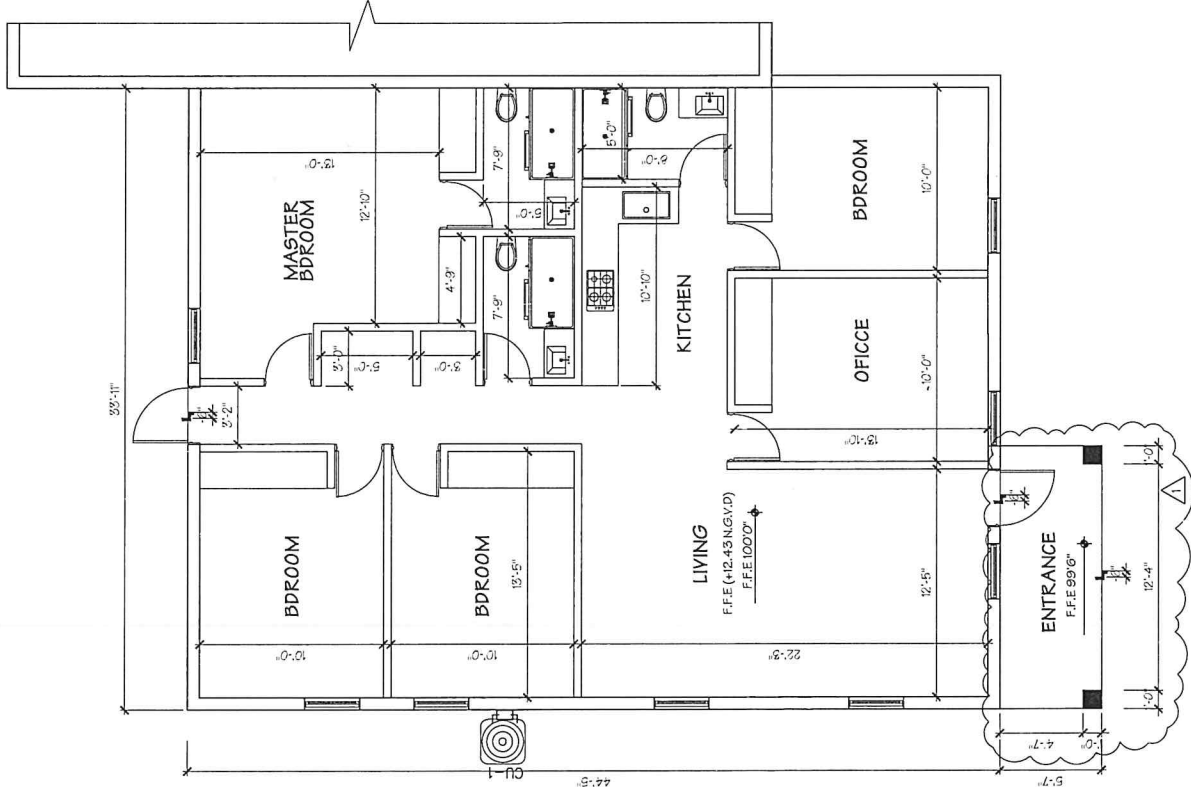 33'-11"
13'-0"
12'-10"
MASTER
BDROOM
7'-9"
5'-0"
5'-0"
8'-0"
10'-0"
BDROOM
4'-9"
7'-9"
10'-10"
KITCHEN
3'-0"
5'-0"
3'-0"
3'-2"
OFICCE
~10'-0"
13'-10"
BDROOM
10'-0"
BDROOM
10'-0"
13'-5"
LIVING
F.F.E (+12.43 N.G.V.D)
F.F.E 100'0"
22'-3"
12'-5"
ENTRANCE
F.F.E 99'6"
12'-4"
1'-0"
1'-0"
1
4'-7"
1'-0"
5'-7"
44'-5"
CU-1